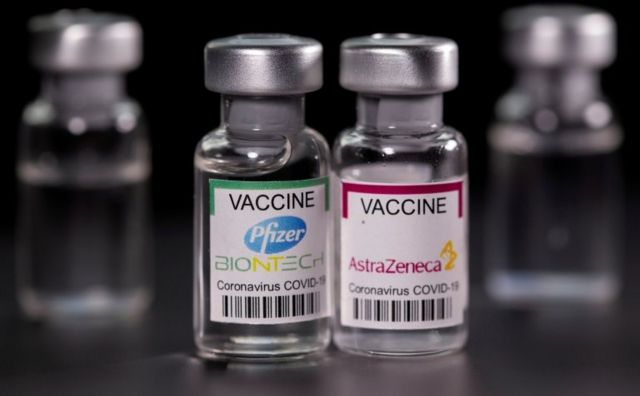 VACCINE
Pfizer
BIONTECH
Coronavirus COVID-19
VACCINE
AstraZeneca
Coronavirus COVID-19